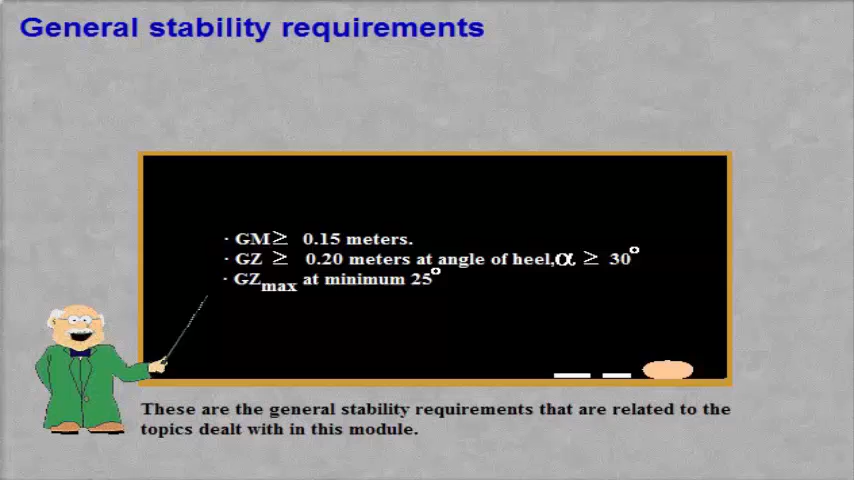 General stability requirements
· GM ≥ 0.15 meters.
· GZ ≥ 0.20 meters at angle of heel,α ≥ 30°
· GZmax at minimum 25°
These are the general stability requirements that are related to the
topics dealt with in this module.